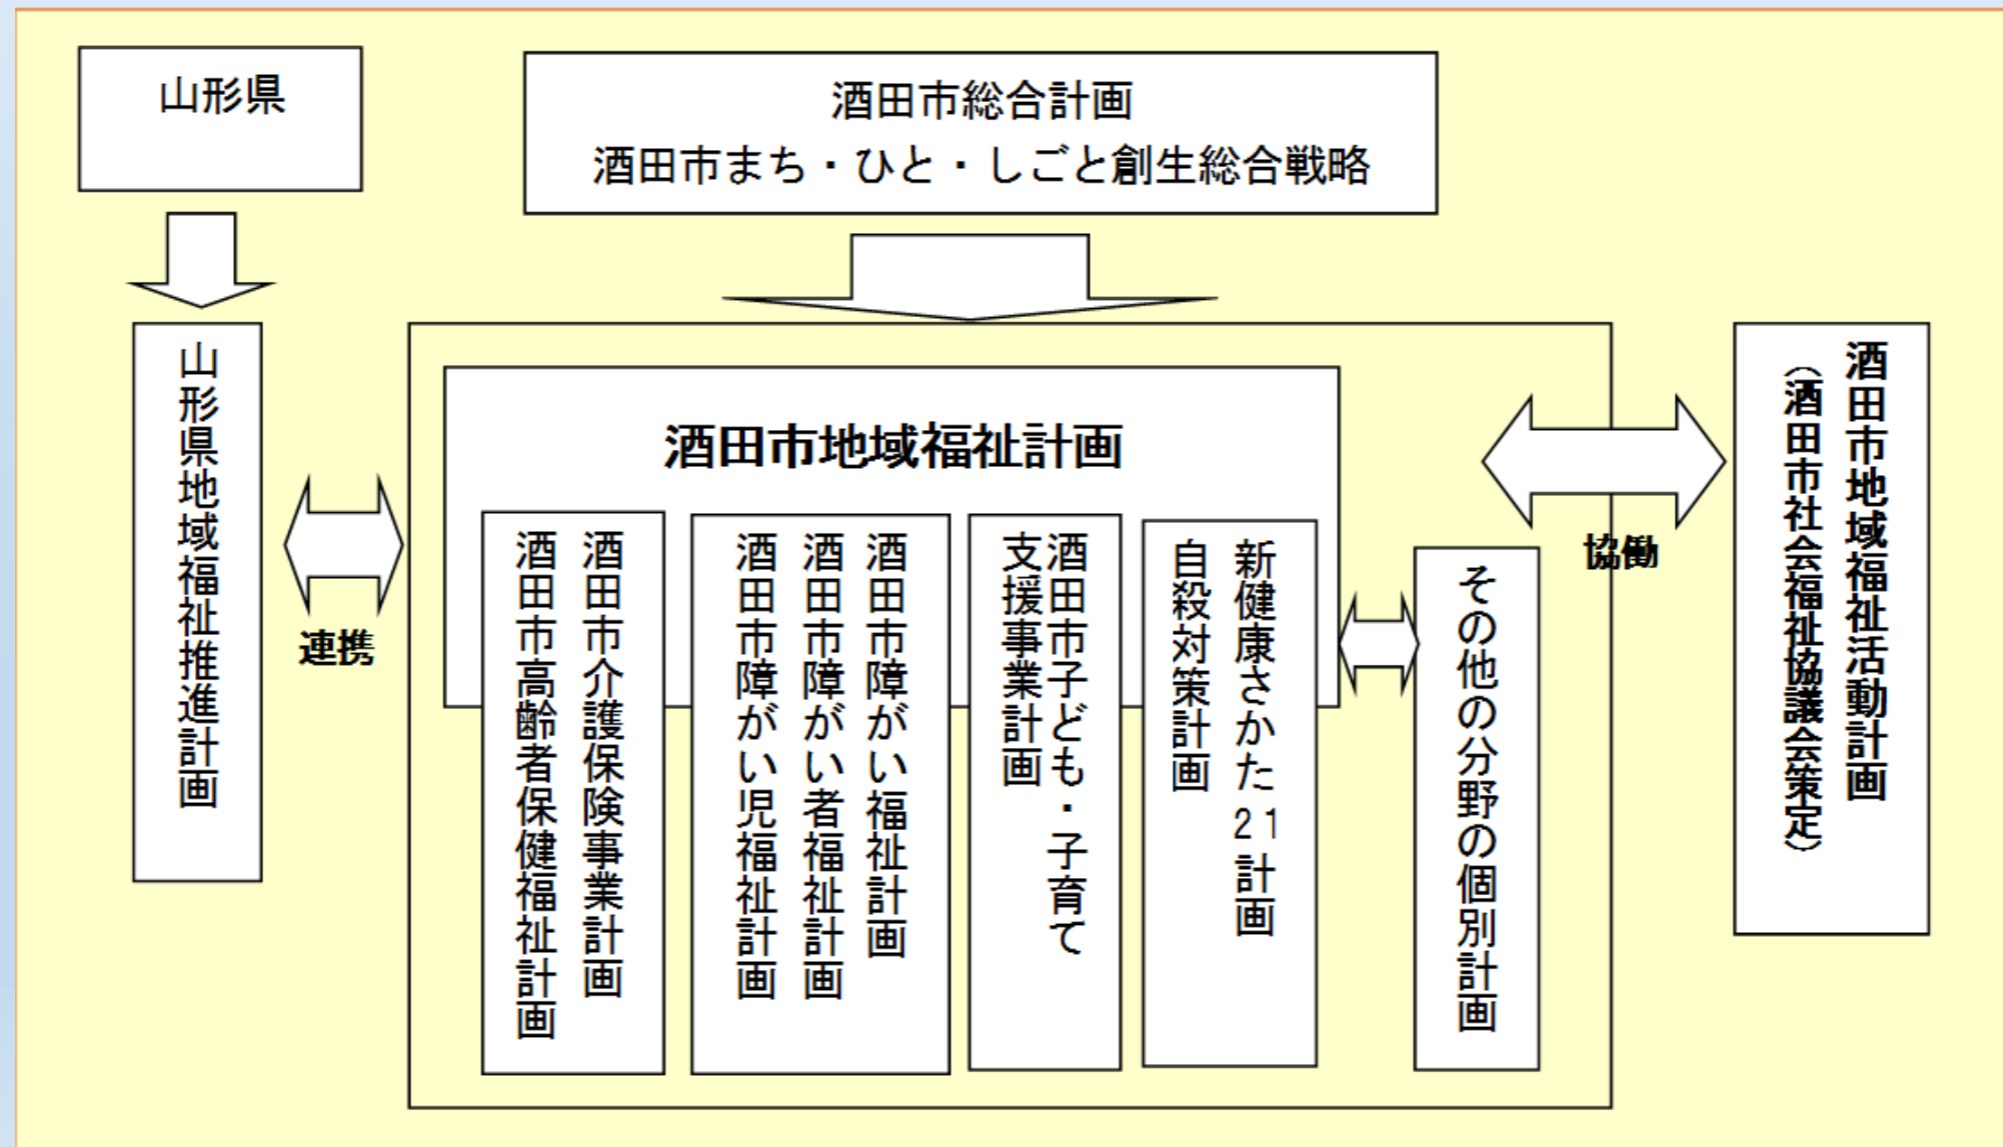 山形県
酒田市総合計画
酒田市まち・ひと・しごと創生総合戦略
山形県地域福祉推進計画
連携
酒田市地域福祉計画
酒田市介護保険事業計画
酒田市高齢者保健福祉計画
酒田市障がい福祉計画
酒田市障がい者福祉計画
酒田市障がい児福祉計画
酒田市子ども・子育て
支援事業計画
新健康さかた21計画
自殺対策計画
その他の分野の個別計画
協働
酒田市地域福祉活動計画
（酒田市社会福祉協議会策定）